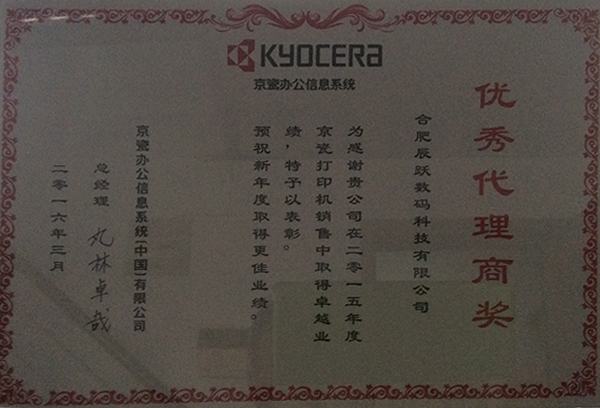 KYOCERA
京瓷办公信息系统
优秀代理商奖
合肥辰跃数码科技有限公司
为感谢贵公司在二零一五年度
京瓷打印机销售中取得卓越业
绩，特予以表彰。
预祝新年度取得更佳业绩。
京瓷办公信息系统（中国）有限公司
总经理 丸林卓哉
二零一六年三月